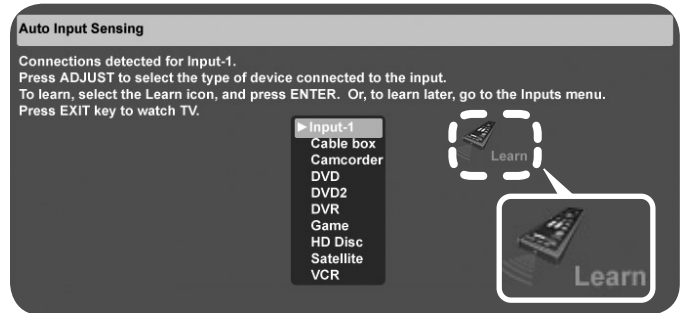 Auto Input Sensing
Connections detected for Input-1.
Press ADJUST to select the type of device connected to the input.
To learn, select the Learn icon, and press ENTER. Or, to learn later, go to the Inputs menu.
Press EXIT key to watch TV.
Input-1
Cable box
Camcorder
DVD
DVD2
DVR
Game
HD Disc
Satellite
VCR
Learn
Learn